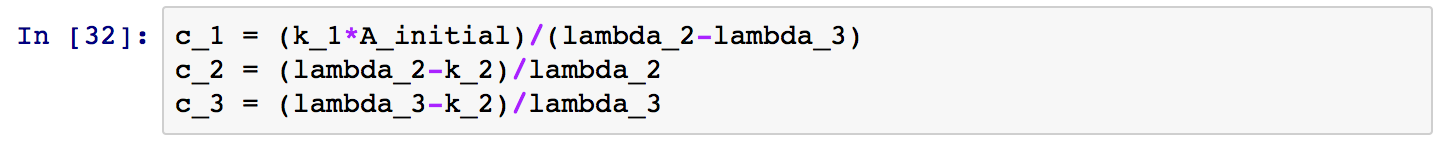 In [32]: c_1 = (k_1*A_initial)/(lambda_2-lambda_3)
c_2 = (lambda_2-k_2)/lambda_2
c_3 = (lambda_3-k_2)/lambda_3